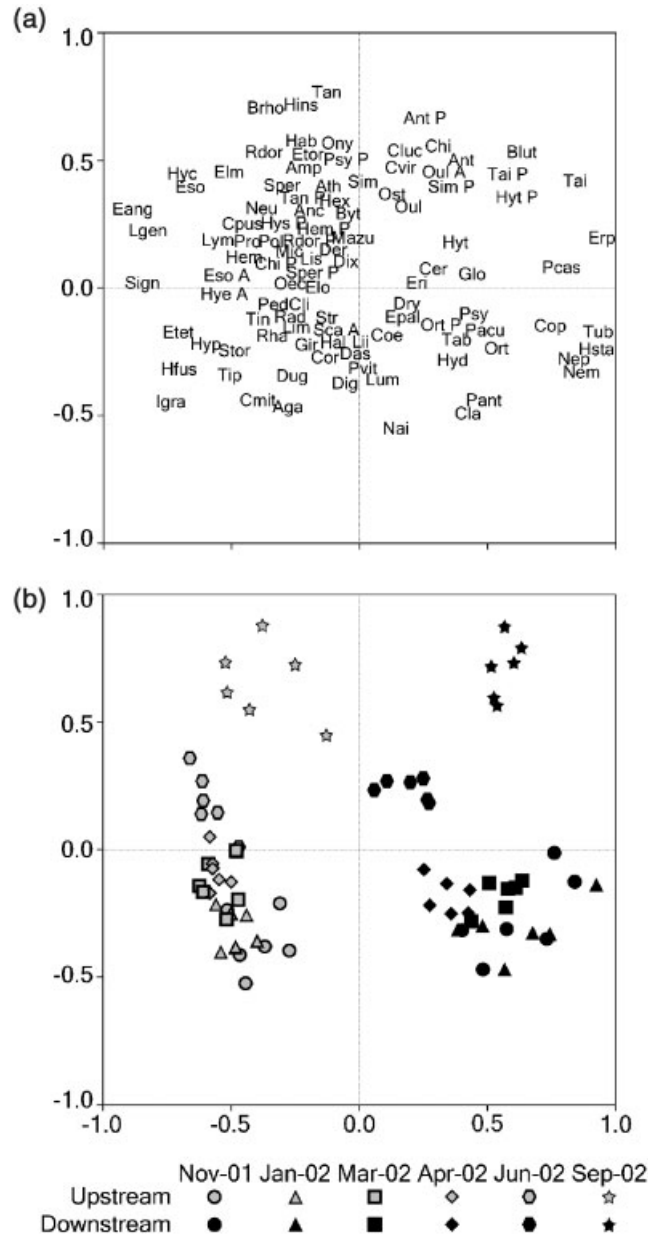 (a)
1.0
Tan
Brho Hins
Ant P
Hab Ony
Rdor Etor Psy P
Cluc Chi Blut
Amp
Cvir Oul A Ant
Hyc Elm
Tai P Tai
Eso Sper Ath Sim
Sim P
0.5
Tan P Hex
Ost Hyt P
Eang Neu Anc Byt
Oul
Lgen Cpus Hys P Hem P
Erp
Lym Pro Pol Rdor P Mazu
Hyt
Hem Mic Lis Der
Chi P Dix
Cer Pcas
Sign Eso A Sper P
Eri Glo
Hye A Oec Elo
0.0
Ped Cli
Dry
Tin Rad Str
Epal Psy
Etet Lim Sca A
Ort P Pacu Cop Tub
Hyp Rha Gir Hal Lii Coe
Tab Ort Hsta
Stor Cor Das
Hyd Nep
Hfus Tip Dug Pvit
Nem
Dig Lum
Igra Cmit Aga
Pant
Cla
-0.5
Nai
-1.0
(b)
1.0
0.5
0.0
-0.5
-1.0
-1.0 -0.5 0.0 0.5 1.0
Nov-01 Jan-02 Mar-02 Apr-02 Jun-02 Sep-02
Upstream
Downstream